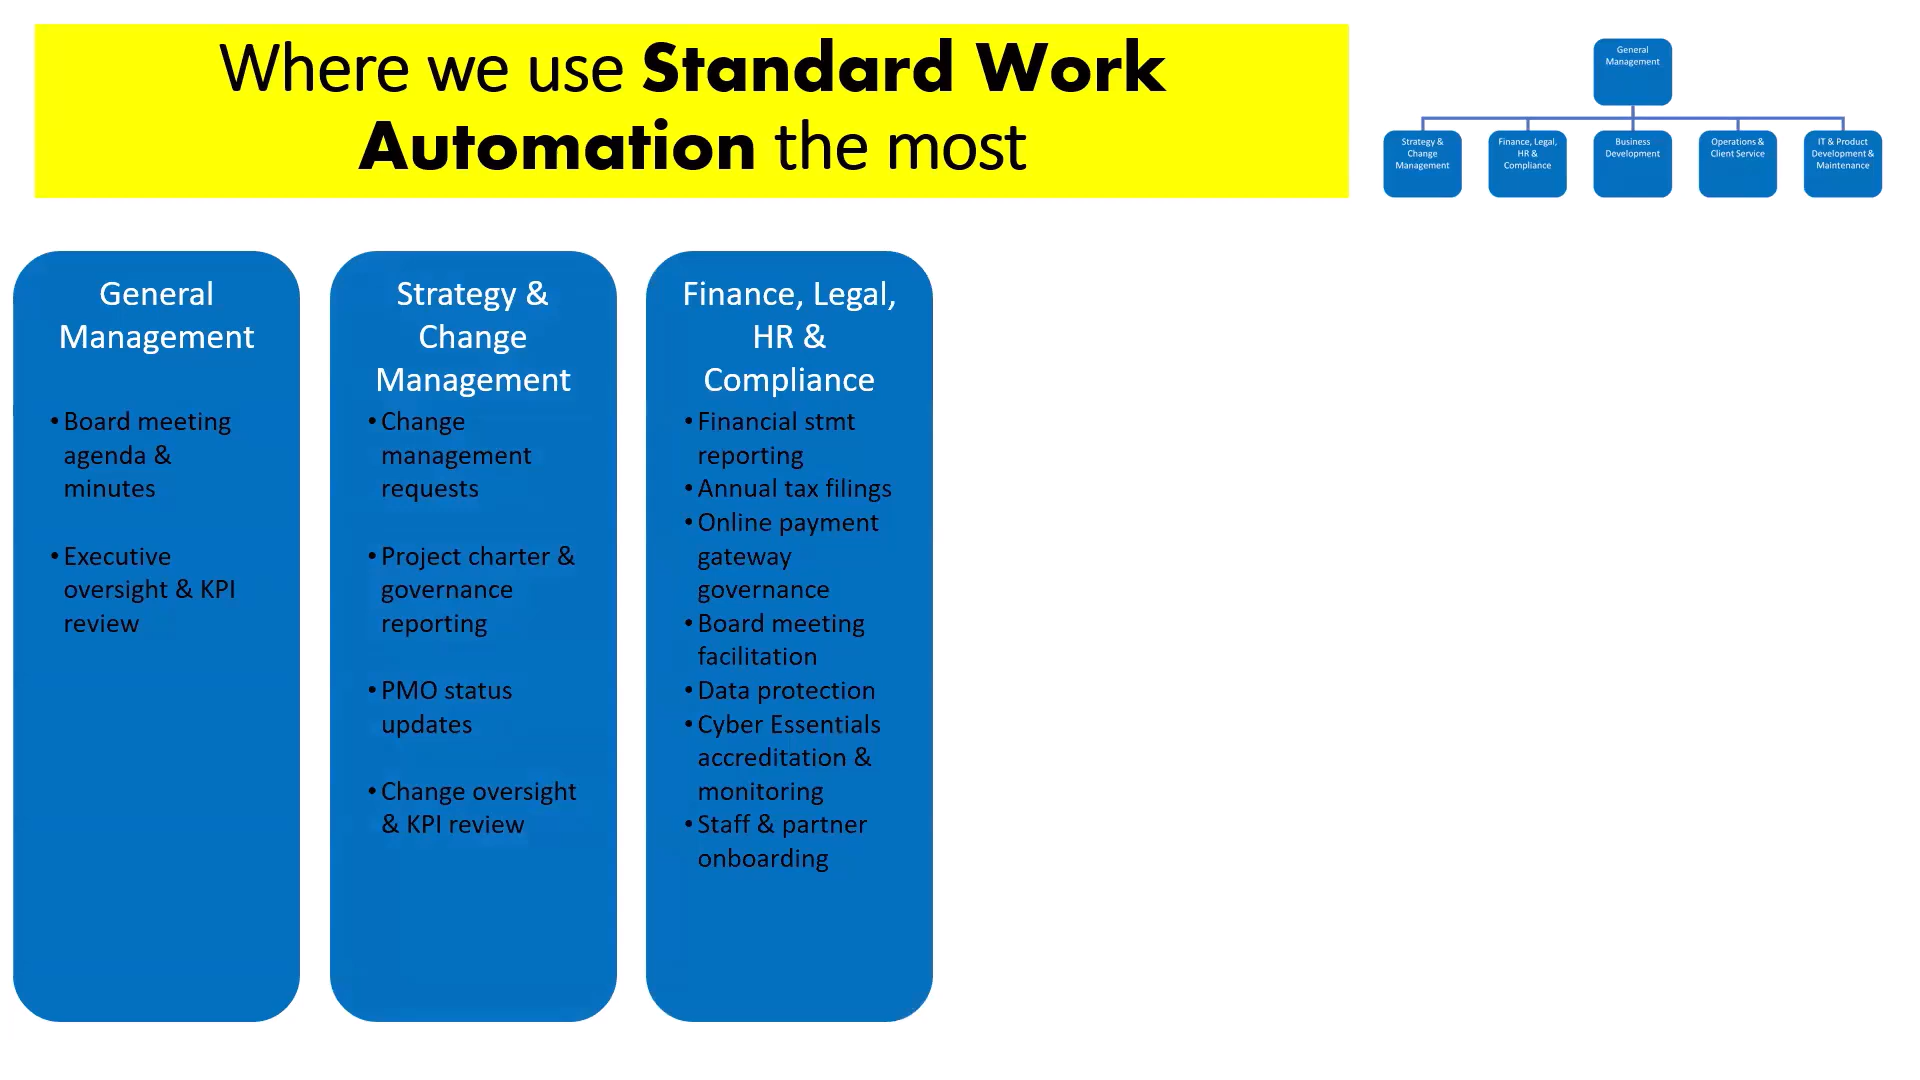 Where we use Standard Work
Automation the most
General
Management
Strategy &
Change
Management
Finance, Legal,
HR &
Compliance
Business
Development
Operations &
Client Service
IT & Product
Development &
Maintenance
General
Management
• Board meeting
agenda &
minutes
• Executive
oversight & KPI
review
Strategy &
Change
Management
• Change
management
requests
• Project charter &
governance
reporting
• PMO status
updates
• Change oversight
& KPI review
Finance, Legal,
HR &
Compliance
• Financial stmt
reporting
• Annual tax filings
• Online payment
gateway
governance
• Board meeting
facilitation
• Data protection
• Cyber Essentials
accreditation &
monitoring
• Staff & partner
onboarding